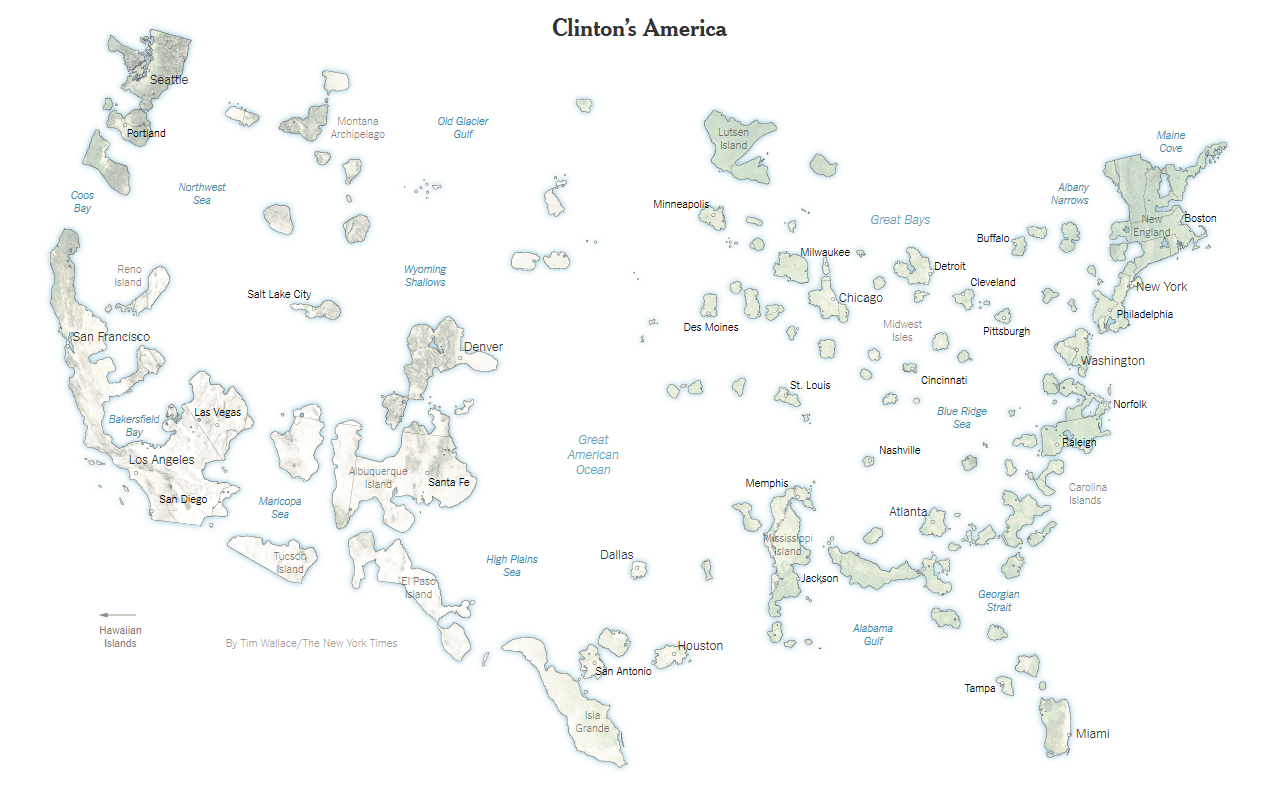 Clinton's America
Seattle
Portland
Montana
Archipelago
Old Glacier
Gulf
Lutsen
Island
Maine
Cove
Coos
Bay
Northwest
Sea
Minneapolis
Great Bays
Albany
Narrows
New
England
Boston
Buffalo
Milwaukee
Detroit
Reno
Island
Wyoming
Shallows
Cleveland
New York
Salt Lake City
Chicago
Des Moines
Midwest
Isles
Pittsburgh
Philadelphia
San Francisco
Denver
Washington
St. Louis
Cincinnati
Norfolk
Las Vegas
Bakersfield
Bay
Blue Ridge
Sea
Raleigh
Great
American
Ocean
Nashville
Los Angeles
Albuquerque
Island
Santa Fe
Memphis
Carolina
Islands
San Diego
Maricopa
Sea
Atlanta
Mississippi
Island
Tucson
Island
High Plains
Sea
Dallas
El Paso
Island
Jackson
Georgian
Strait
Hawaiian
Islands
By Tim Wallace/The New York Times
Alabama
Gulf
Houston
San Antonio
Tampa
Isla
Grande
Miami